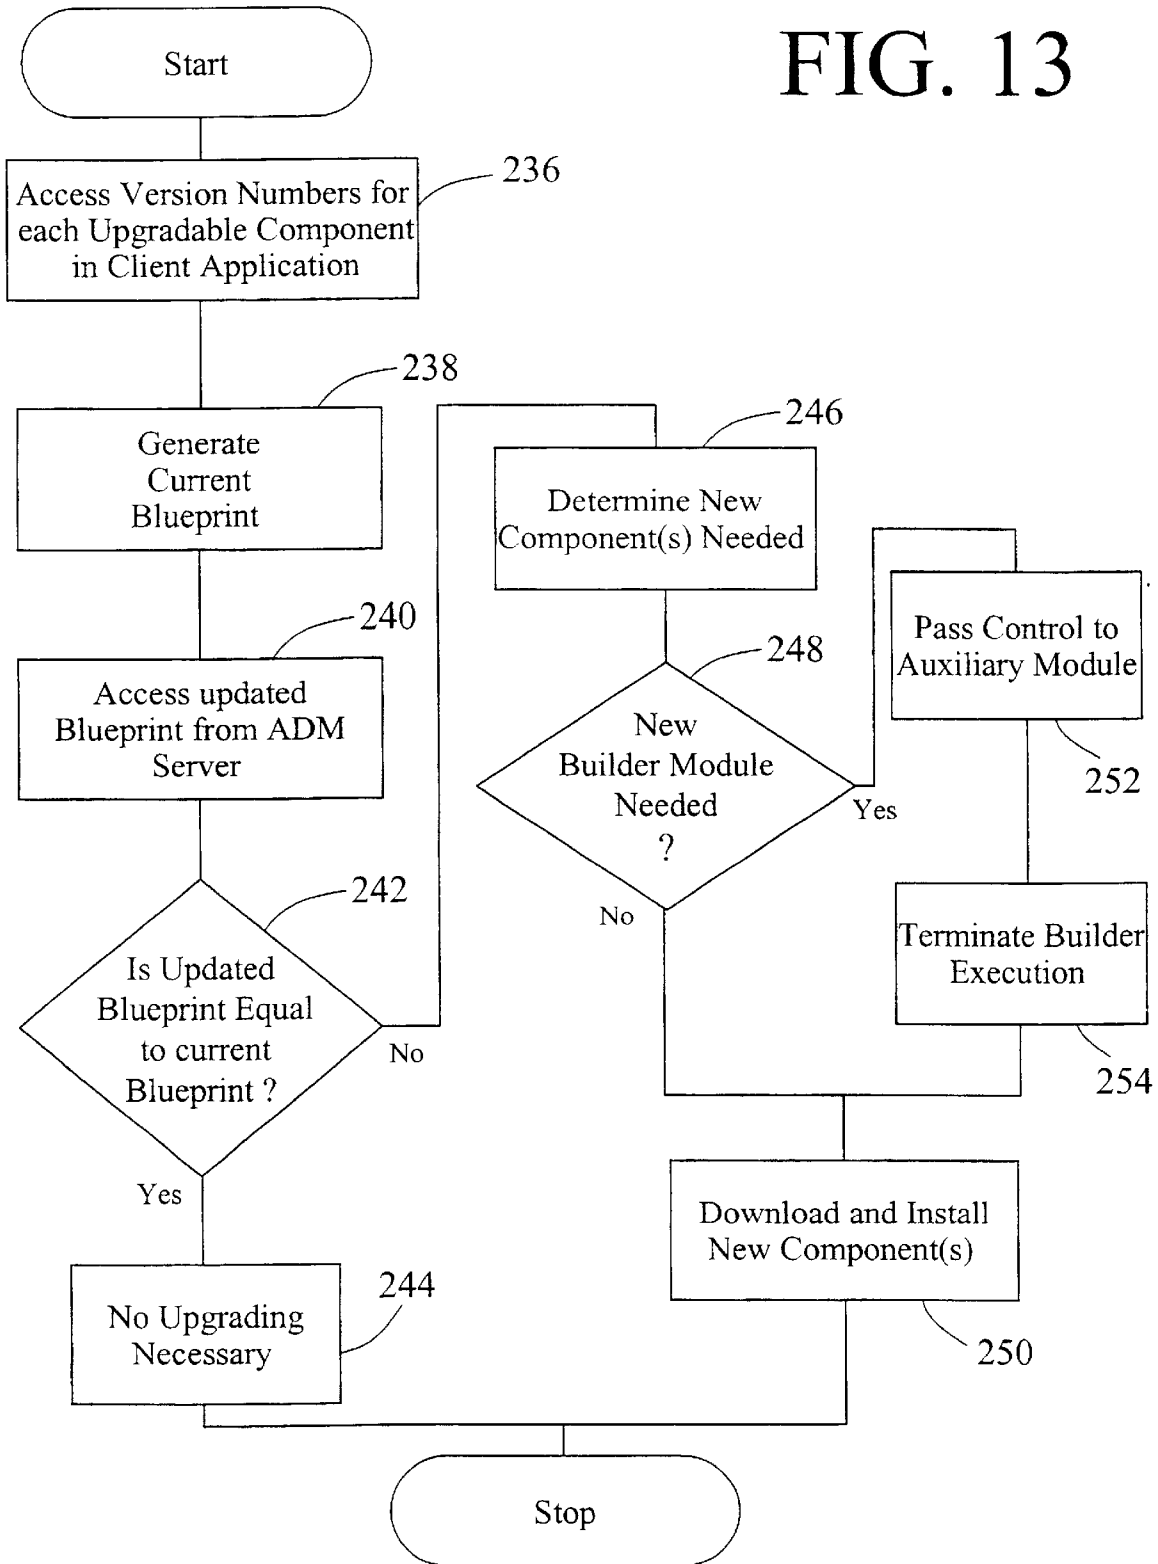 FIG. 13
Start
236
Access Version Numbers for
each Upgradable Component
in Client Application
238
Generate
Current
Blueprint
240
Access updated
Blueprint from ADM
Server
242
Is Updated
Blueprint Equal
to current
Blueprint ?
No
Yes
244
No Upgrading
Necessary
246
Determine New
Component(s) Needed
248
New
Builder Module
Needed
?
Yes
No
Pass Control to
Auxiliary Module
252
Terminate Builder
Execution
254
Download and Install
New Component(s)
250
Stop